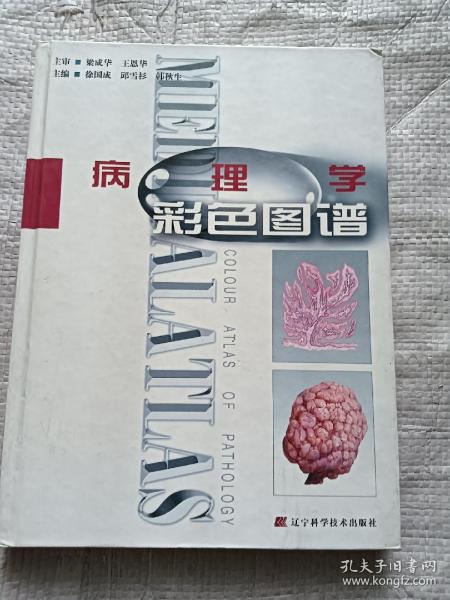 主审 ■ 梁成华 王恩华
主编 ■ 徐国成 邱雪杉 韩秋生
病理学
彩色图谱
MEDICAL ATLAS
COLOUR ATLAS OF PATHOLOGY
辽宁科学技术出版社
孔夫子旧书网
www.kongfz.com